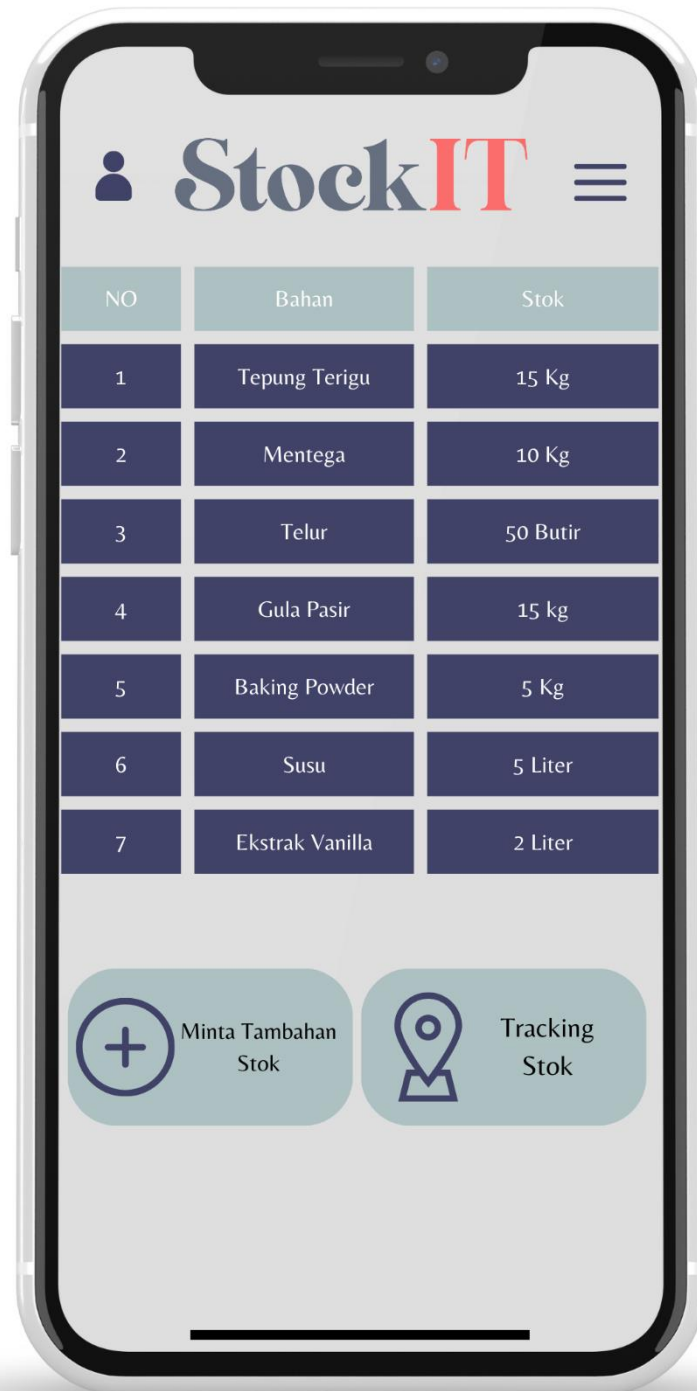 StockIT
NO Bahan Stok
1 Tepung Terigu 15 Kg
2 Mentega 10 Kg
3 Telur 50 Butir
4 Gula Pasir 15 kg
5 Baking Powder 5 Kg
6 Susu 5 Liter
7 Ekstrak Vanilla 2 Liter
Minta Tambahan
Stok
Tracking
Stok